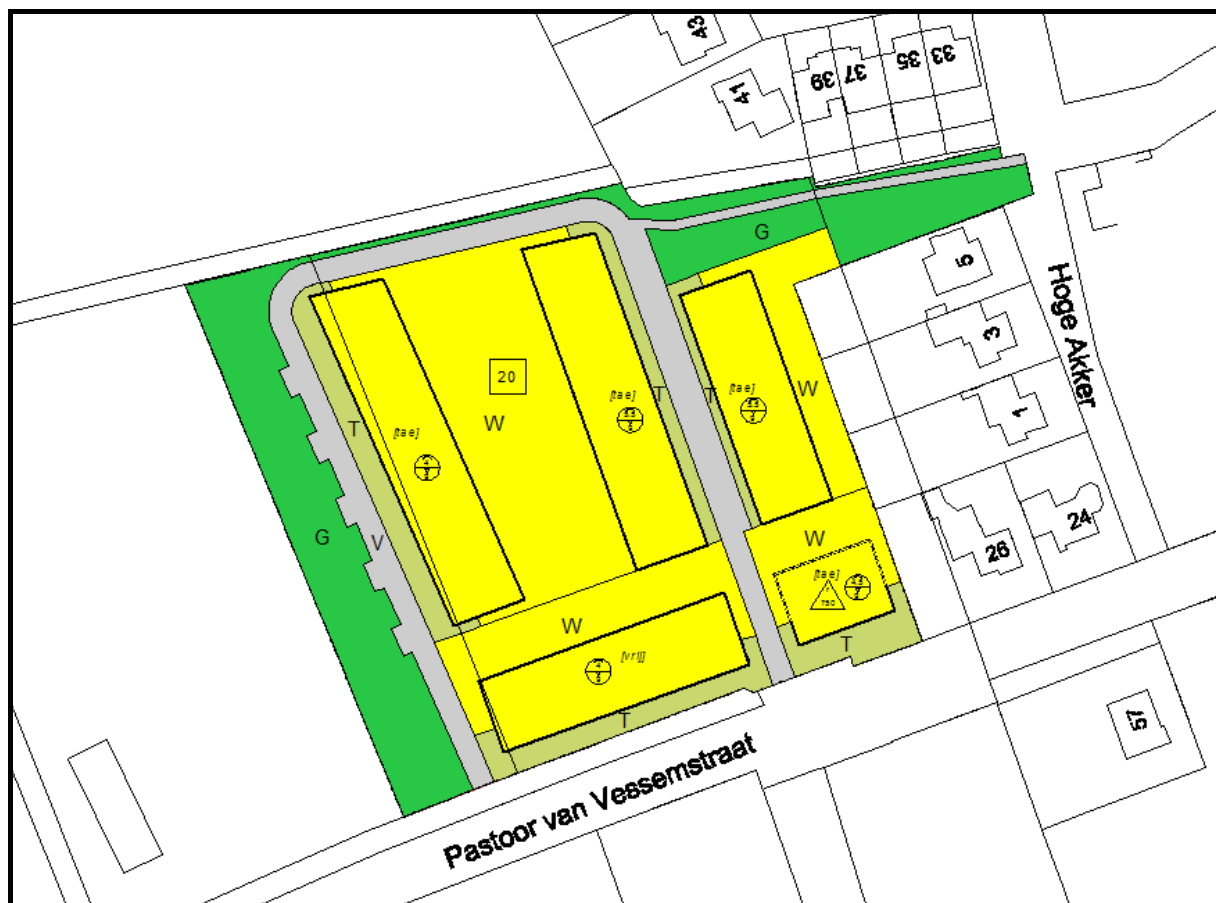 43
41
39
37
35
33
G
5
Hoge Akker
3
20
[tae]
T
T
[tae]
W
W
1
T
[tae]
W
24
26
G
V
W
[tae]
750
W
[vrij]
T
T
57
Pastoor van Vessemstraat